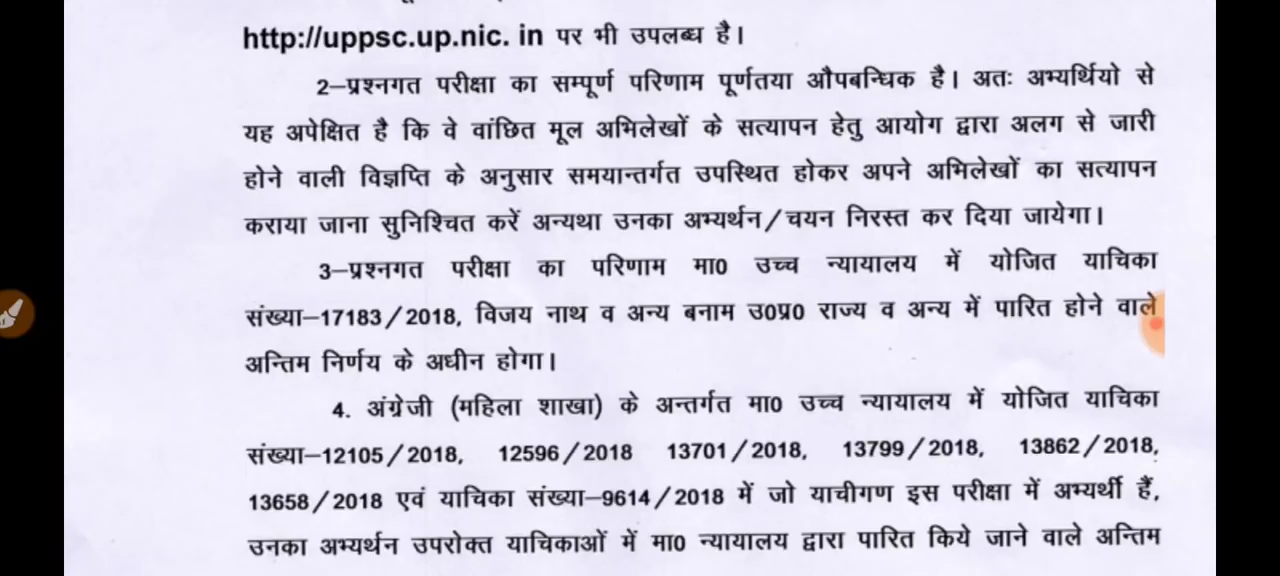 http://uppsc.up.nic. in पर भी उपलब्ध है।
2–प्रश्नगत परीक्षा का सम्पूर्ण परिणाम पूर्णतया औपबन्धिक है। अतः अभ्यर्थियो से
यह अपेक्षित है कि वे वांछित मूल अभिलेखों के सत्यापन हेतु आयोग द्वारा अलग से जारी
होने वाली विज्ञप्ति के अनुसार समयान्तर्गत उपस्थित होकर अपने अभिलेखों का सत्यापन
कराया जाना सुनिश्चित करें अन्यथा उनका अभ्यर्थन/चयन निरस्त कर दिया जायेगा।
3–प्रश्नगत परीक्षा का परिणाम मा0 उच्च न्यायालय में योजित याचिका
संख्या–17183/2018, विजय नाथ व अन्य बनाम उ0प्र0 राज्य व अन्य में पारित होने वाले
अन्तिम निर्णय के अधीन होगा।
4. अंग्रेजी (महिला शाखा) के अन्तर्गत मा0 उच्च न्यायालय में योजित याचिका
संख्या–12105/2018, 12596/2018 13701/2018, 13799/2018, 13862/2018,
13658/2018 एवं याचिका संख्या–9614/2018 में जो याचीगण इस परीक्षा में अभ्यर्थी हैं,
उनका अभ्यर्थन उपरोक्त याचिकाओं में मा0 न्यायालय द्वारा पारित किये जाने वाले अन्तिम